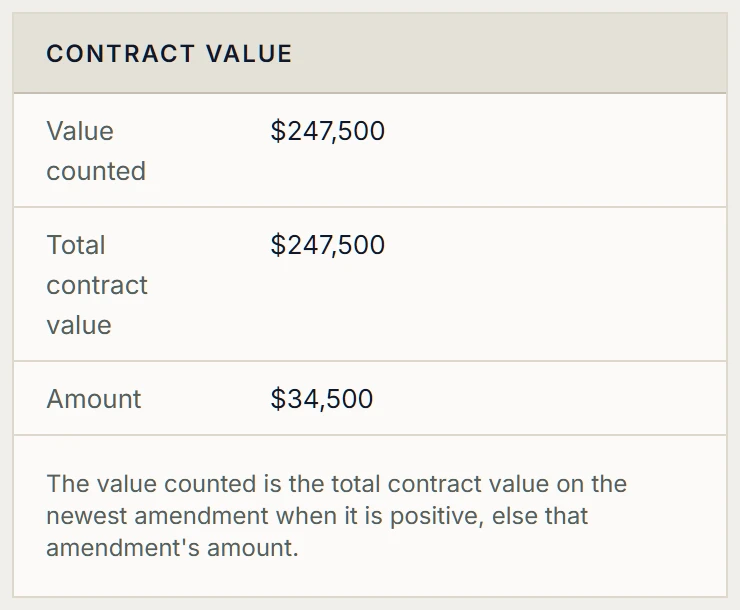 CONTRACT VALUE
Value counted $247,500
Total contract value $247,500
Amount $34,500
The value counted is the total contract value on the
newest amendment when it is positive, else that
amendment's amount.